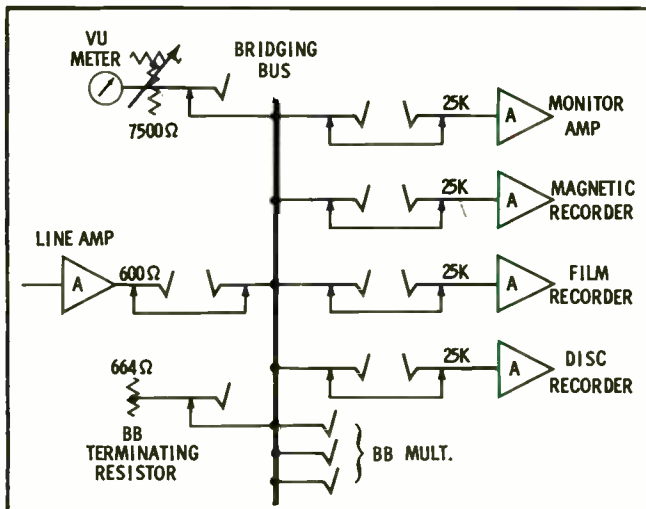 VU
METER
7500Ω
BRIDGING
BUS
25K
A
MONITOR
AMP
25K
A
MAGNETIC
RECORDER
LINE AMP
A
600Ω
25K
A
FILM
RECORDER
664Ω
BB
TERMINATING
RESISTOR
25K
A
DISC
RECORDER
BB MULT.